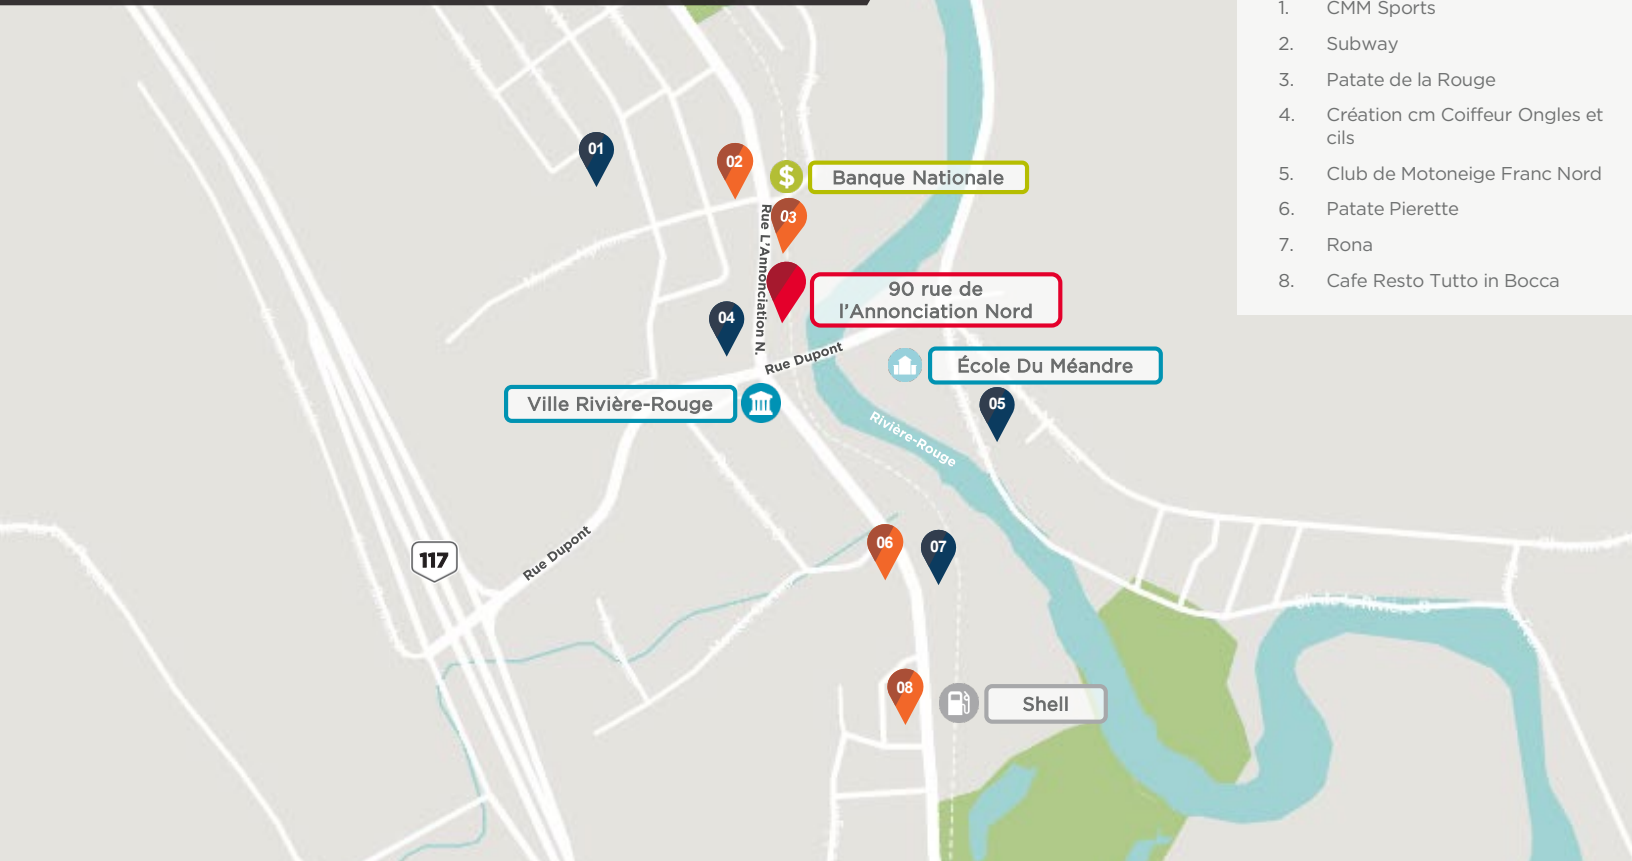 1. CMM Sports
2. Subway
3. Patate de la Rouge
4. Création cm Coiffeur Ongles et
cils
5. Club de Motoneige Franc Nord
6. Patate Pierette
7. Rona
8. Cafe Resto Tutto in Bocca
01
02
$ Banque Nationale
03
Rue L'Annonciation N.
90 rue de
l'Annonciation Nord
04
Rue Dupont
École Du Méandre
Ville Rivière-Rouge
05
Rivière-Rouge
117
Rue Dupont
06
07
08
Shell